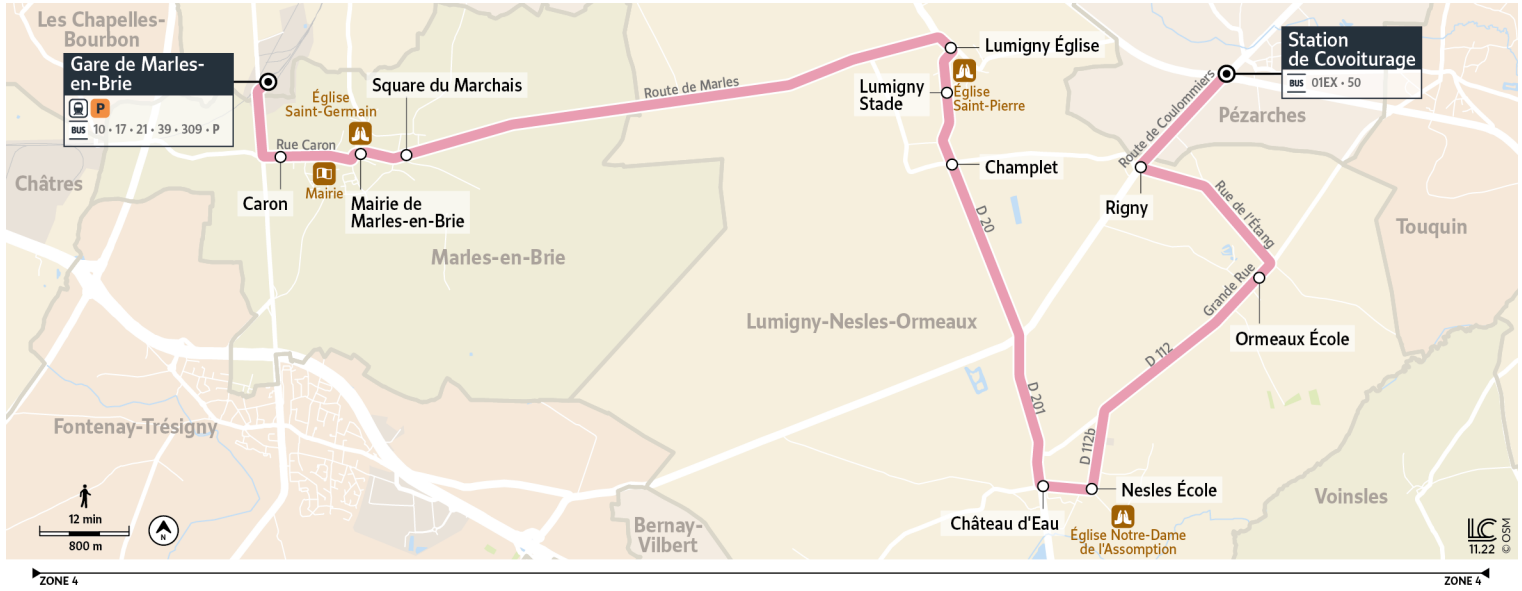 Les Chapelles-
Bourbon
Gare de Marles-
en-Brie
P
BUS 10 • 17 • 21 • 39 • 309 • P
Châtres
Caron
Rue Caron
Église
Saint-Germain
Mairie
Mairie de
Marles-en-Brie
Square du Marchais
Route de Marles
Marles-en-Brie
Lumigny Église
Lumigny
Stade
Église
Saint-Pierre
Champlet
D 20
Lumigny-Nesles-Ormeaux
D 201
Château d'Eau
Nesles École
Église Notre-Dame
de l'Assomption
D 112b
D 112
Grande Rue
Ormeaux École
Rue de l'Étang
Rigny
Route de Coulommiers
Station
de Covoiturage
BUS 01EX • 50
Pézarches
Touquin
Voinsles
Fontenay-Trésigny
Bernay-
Vilbert
12 min
800 m
N
LC
11.22
© OSM
ZONE 4
ZONE 4